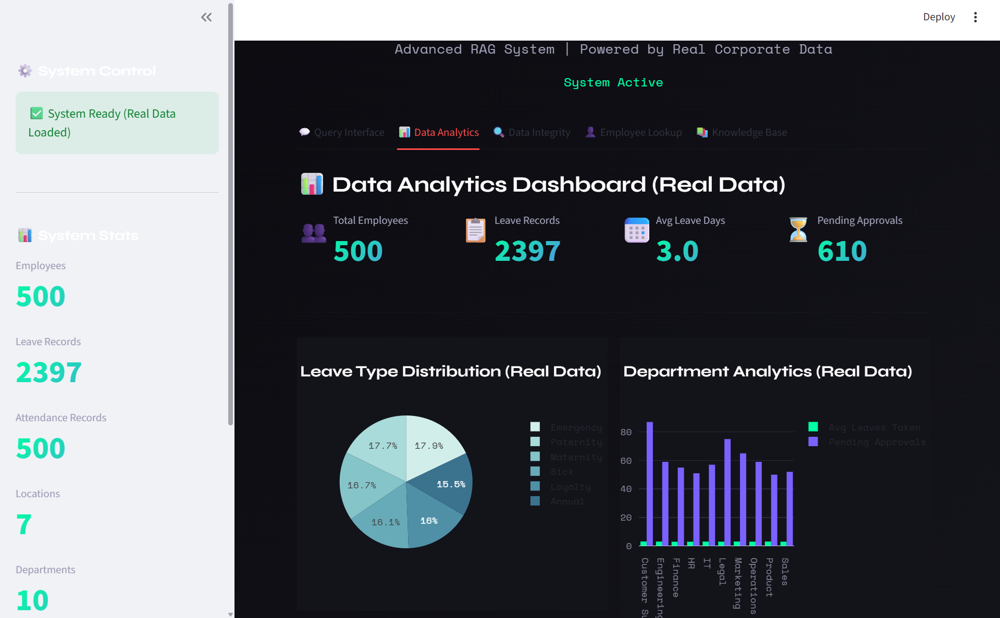 Deploy
System Control
System Ready (Real Data
Loaded)
System Stats
Employees
500
Leave Records
2397
Attendance Records
500
Locations
7
Departments
10
Advanced RAG System | Powered by Real Corporate Data
System Active
Query Interface
Data Analytics
Data Integrity
Employee Lookup
Knowledge Base
Data Analytics Dashboard (Real Data)
Total Employees
500
Leave Records
2397
Avg Leave Days
3.0
Pending Approvals
610
Leave Type Distribution (Real Data)
17.7%
17.9%
16.7%
15.5%
16.1%
16%
Emergency
Paternity
Maternity
Sick
Loyalty
Annual
Department Analytics (Real Data)
80
60
40
20
0
Customer Su
Engineering
Finance
HR
IT
Legal
Marketing
Operations
Product
Sales
Avg Leaves Taken
Pending Approvals